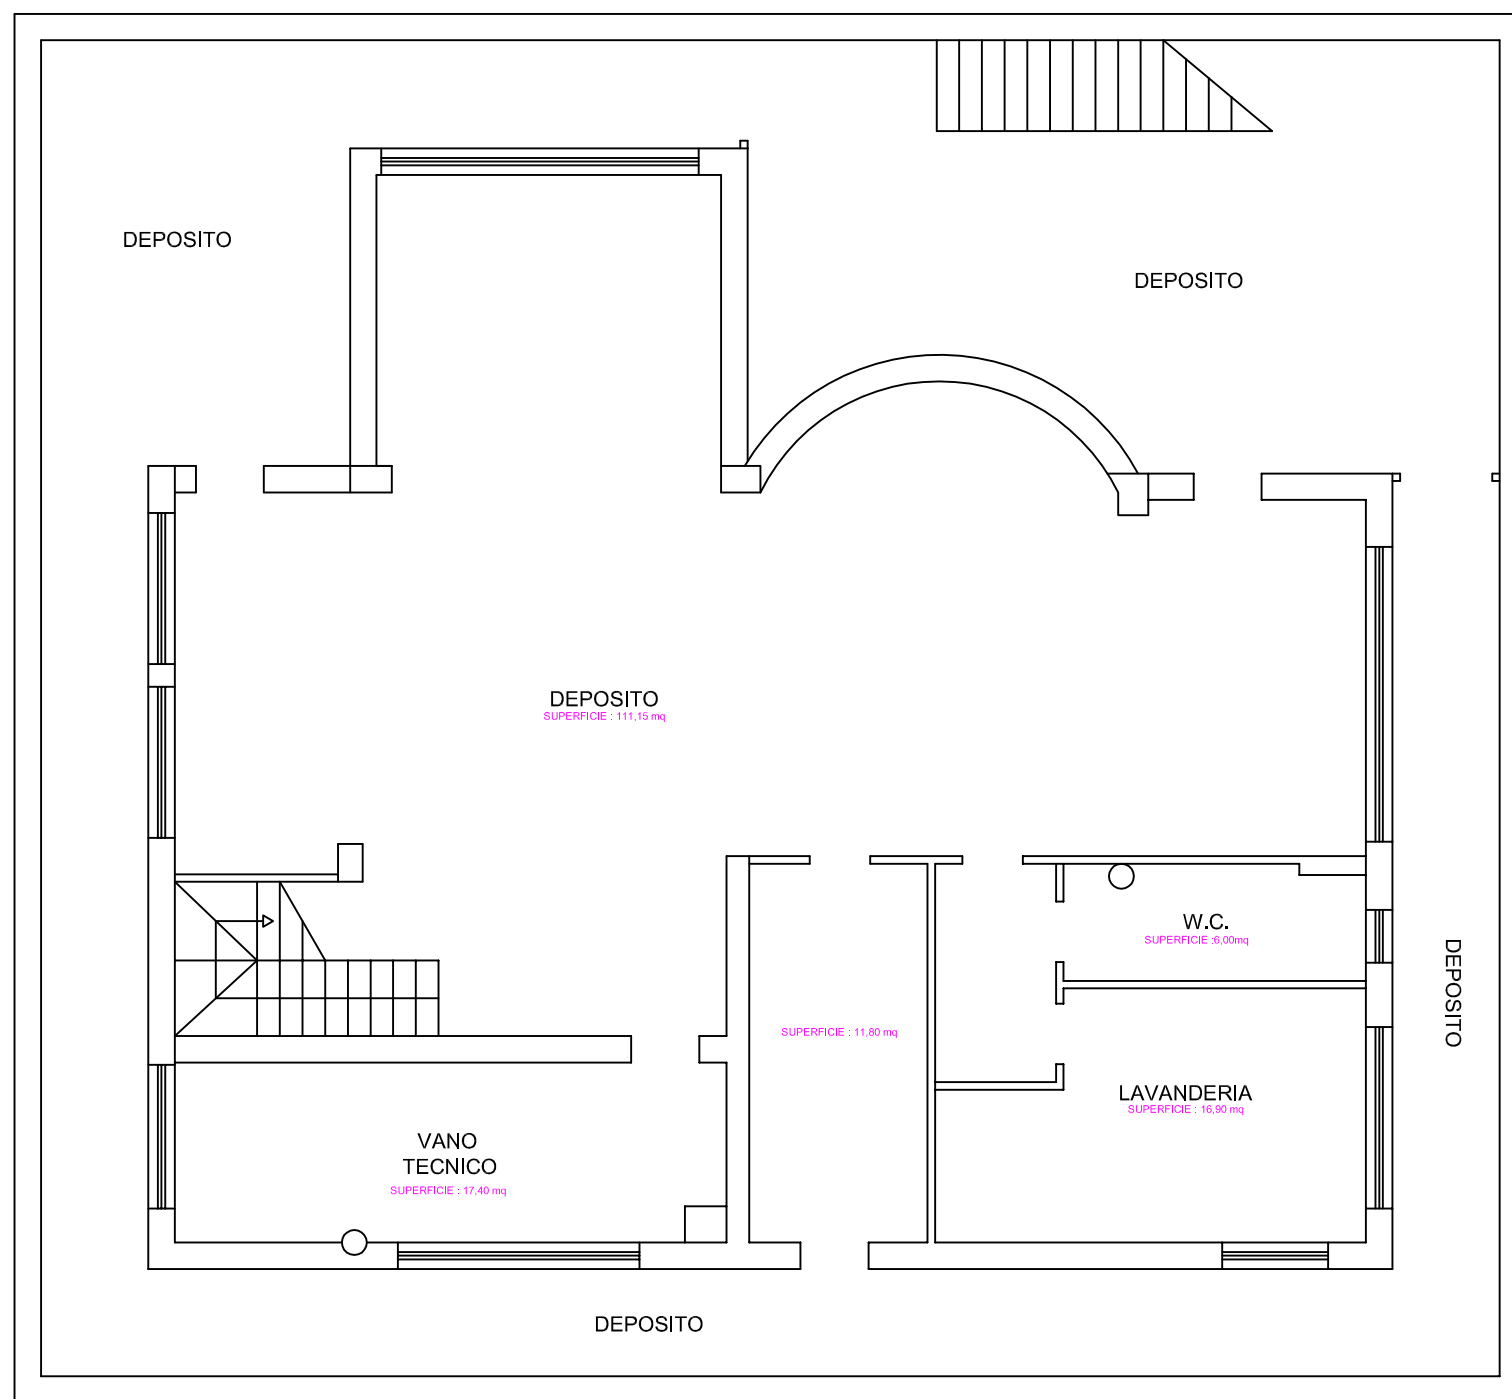 DEPOSITO
DEPOSITO
DEPOSITO
SUPERFICIE : 111,15 mq
W.C.
SUPERFICIE :6,00mq
DEPOSITO
SUPERFICIE : 11,80 mq
LAVANDERIA
SUPERFICIE : 16,90 mq
VANO
TECNICO
SUPERFICIE : 17,40 mq
DEPOSITO